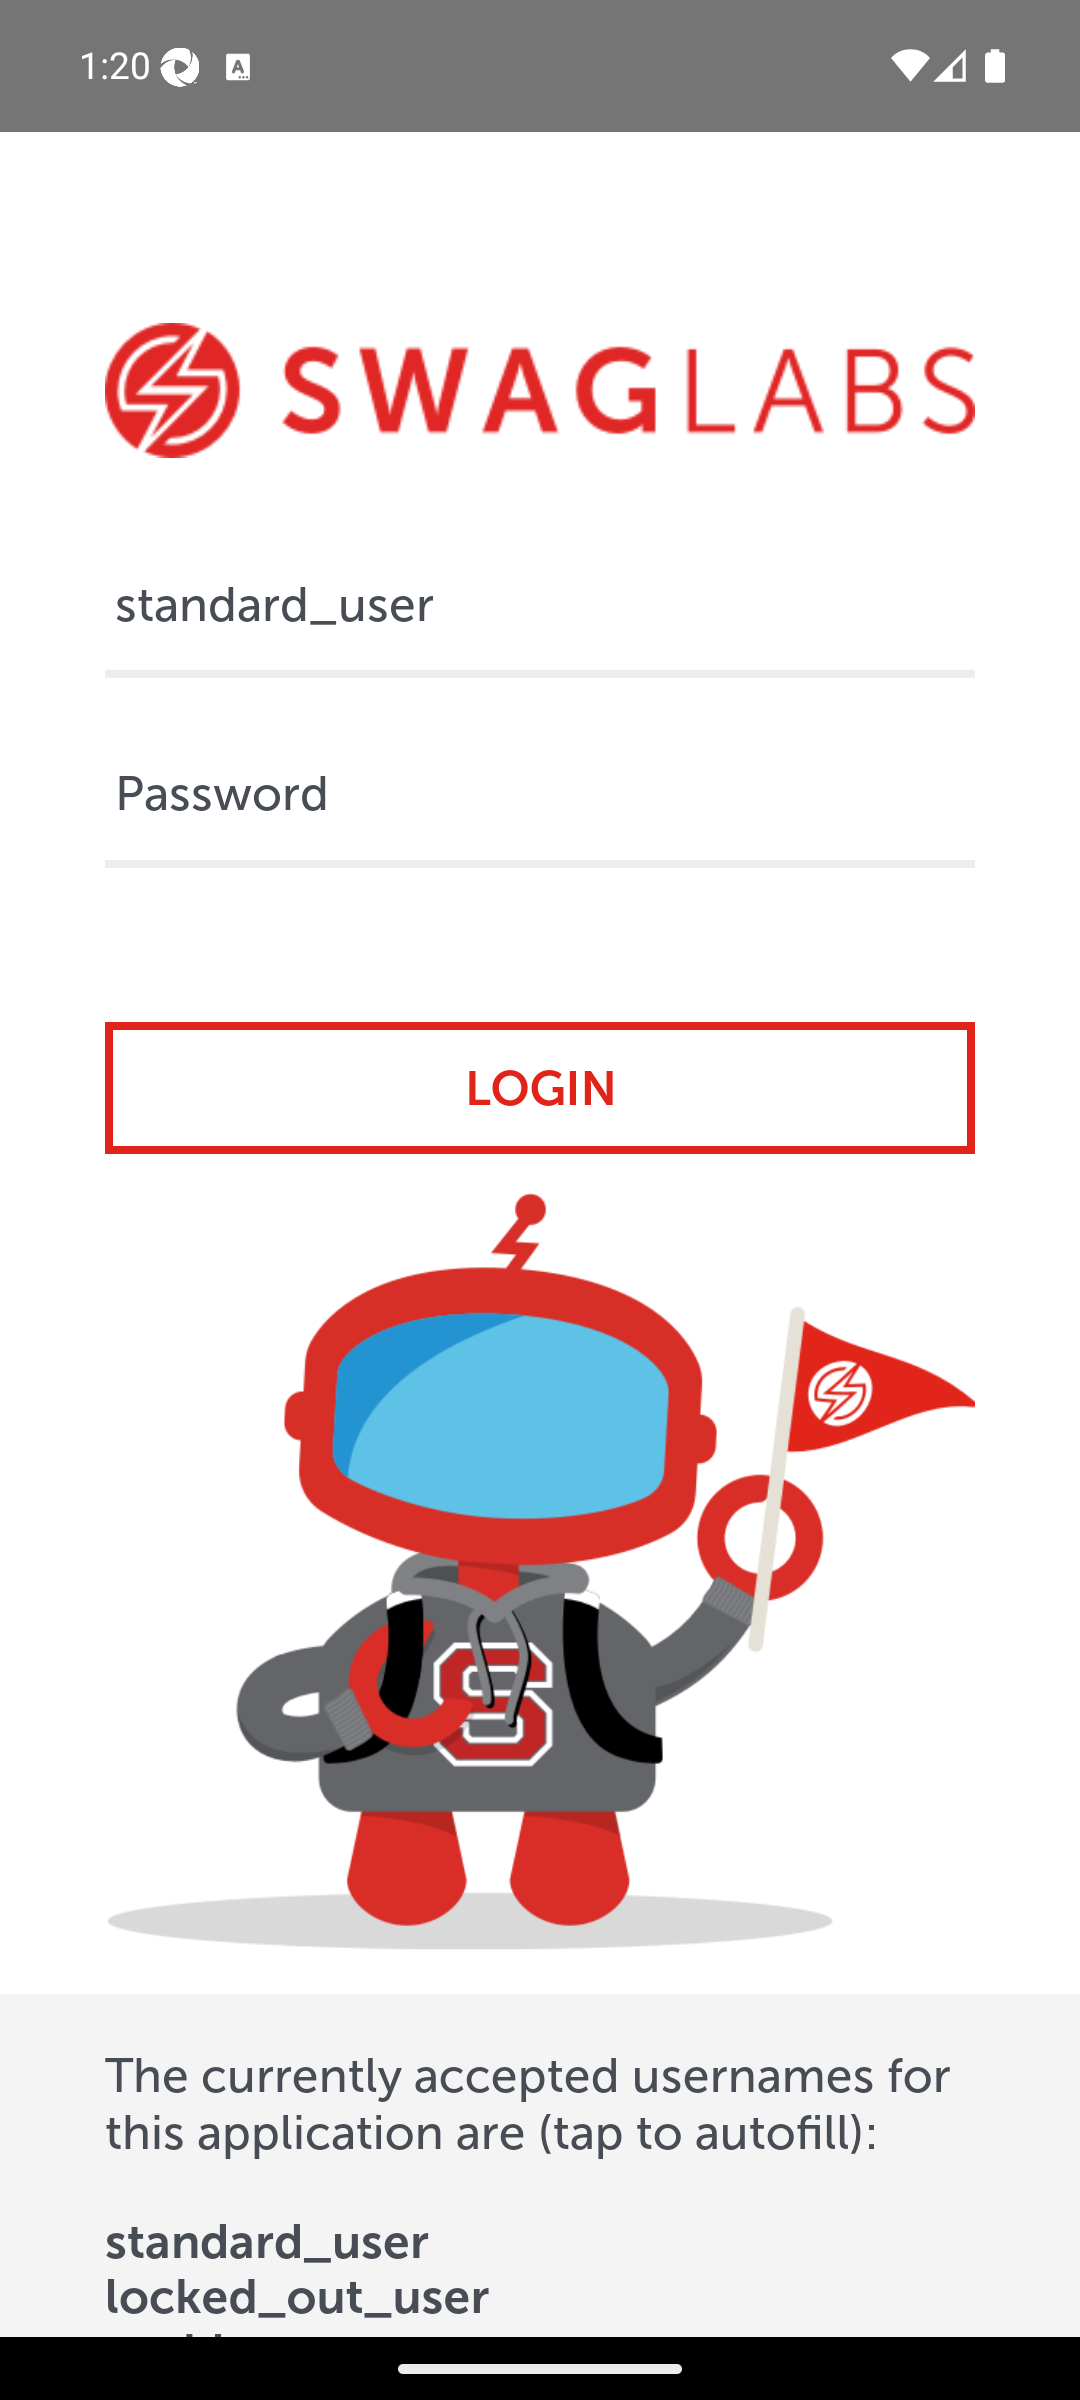 1:20
SWAGLABS
standard_user
Password
LOGIN
S
The currently accepted usernames for
this application are (tap to autofill):
standard_user
locked_out_user